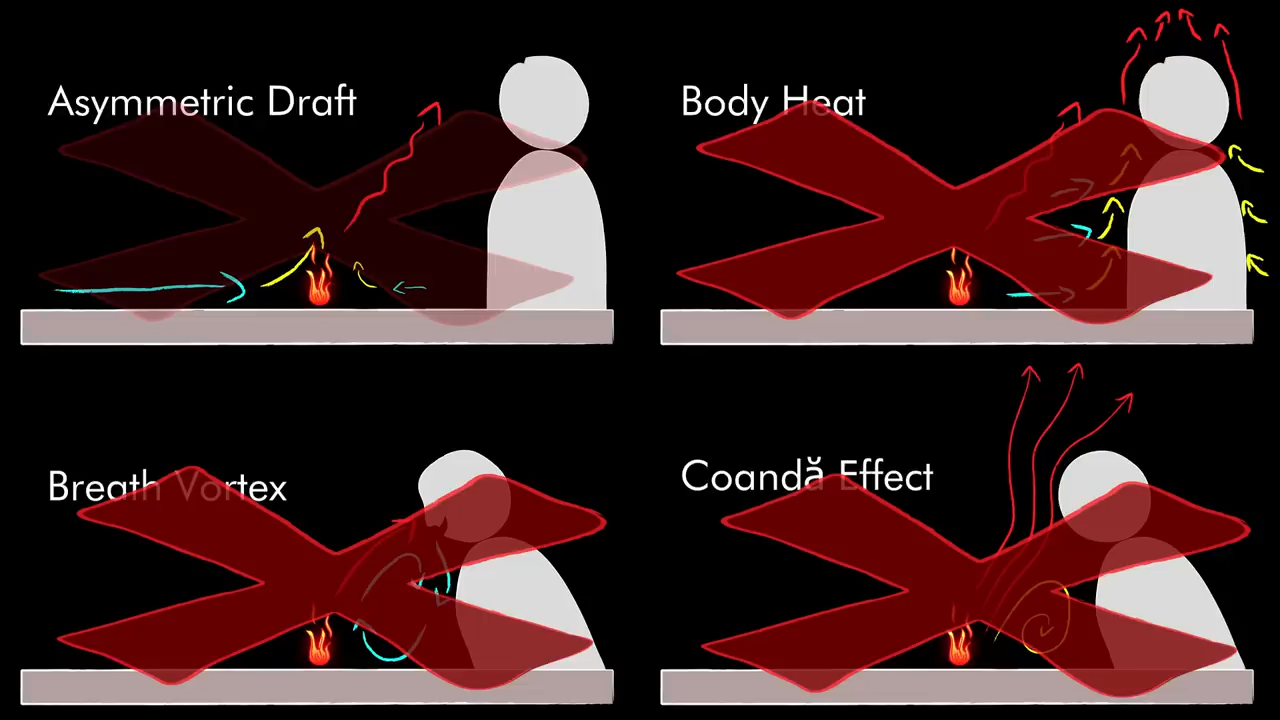 Asymmetric Draft
Body Heat
Breath Vortex
Coandă Effect